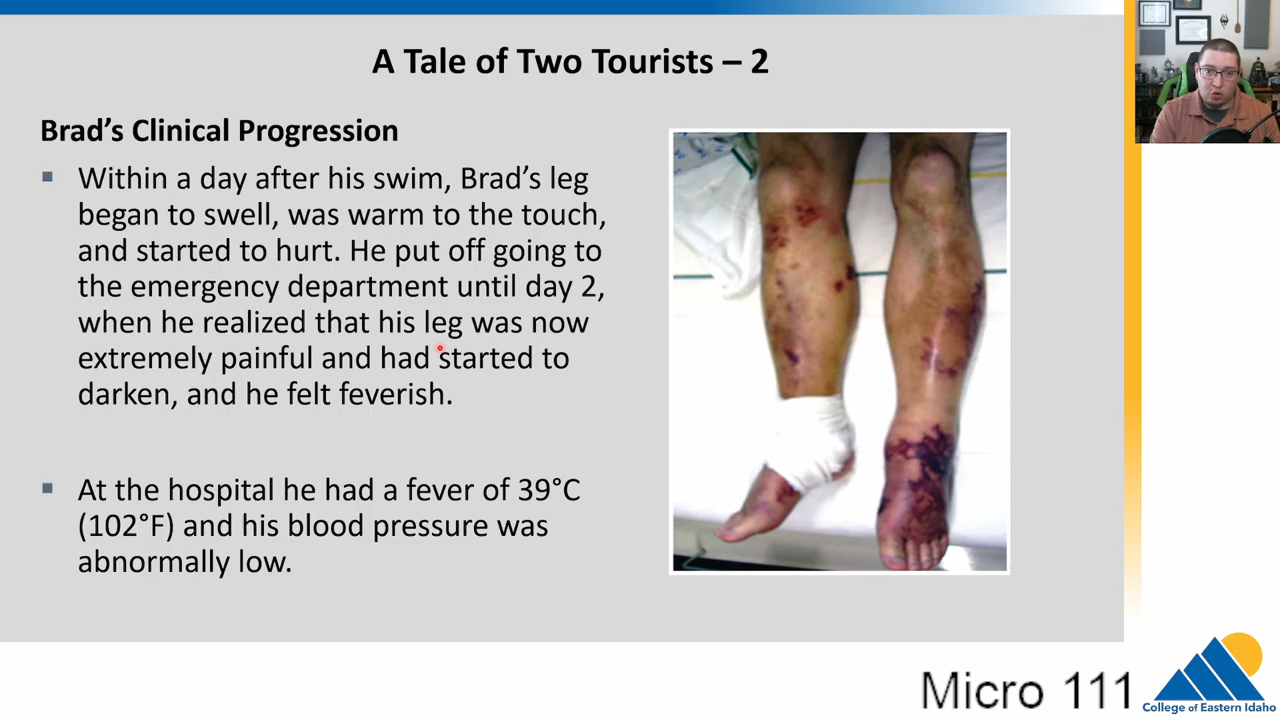 A Tale of Two Tourists – 2
Brad’s Clinical Progression
▪ Within a day after his swim, Brad’s leg
began to swell, was warm to the touch,
and started to hurt. He put off going to
the emergency department until day 2,
when he realized that his leg was now
extremely painful and had started to
darken, and he felt feverish.
▪ At the hospital he had a fever of 39°C
(102°F) and his blood pressure was
abnormally low.
Micro 111
College of Eastern Idaho